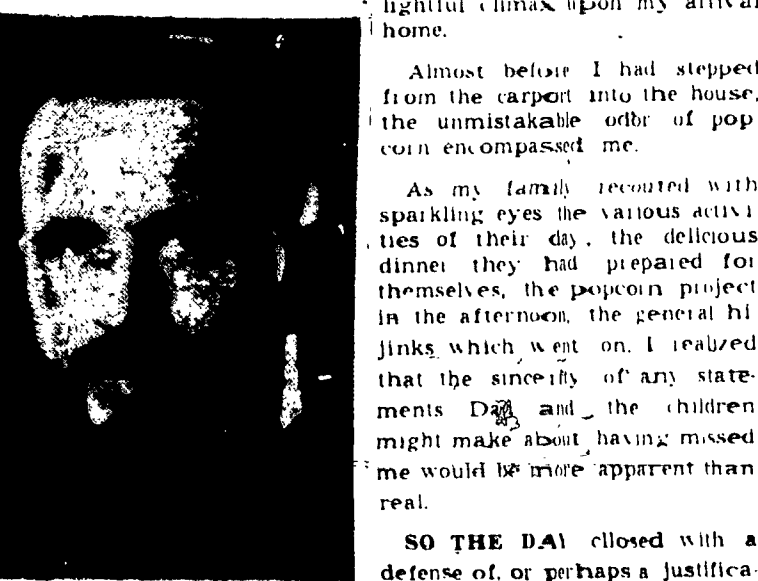 lightful climax upon my arrival
home.
Almost before I had stepped
from the carport into the house,
the unmistakable odbr of pop
corn encompassed me.
As my family recouted with
sparkling eyes the various activi
ties of their day, the delicious
dinner they had prepared for
themselves, the popcorn project
in the afternoon, the general hi
jinks which went on. I realized
that the sincerity of any state-
ments Dad and the children
might make about having missed
me would be more apparent than
real.
SO THE DAY cllosed with a
defense of, or perhaps a justifica-